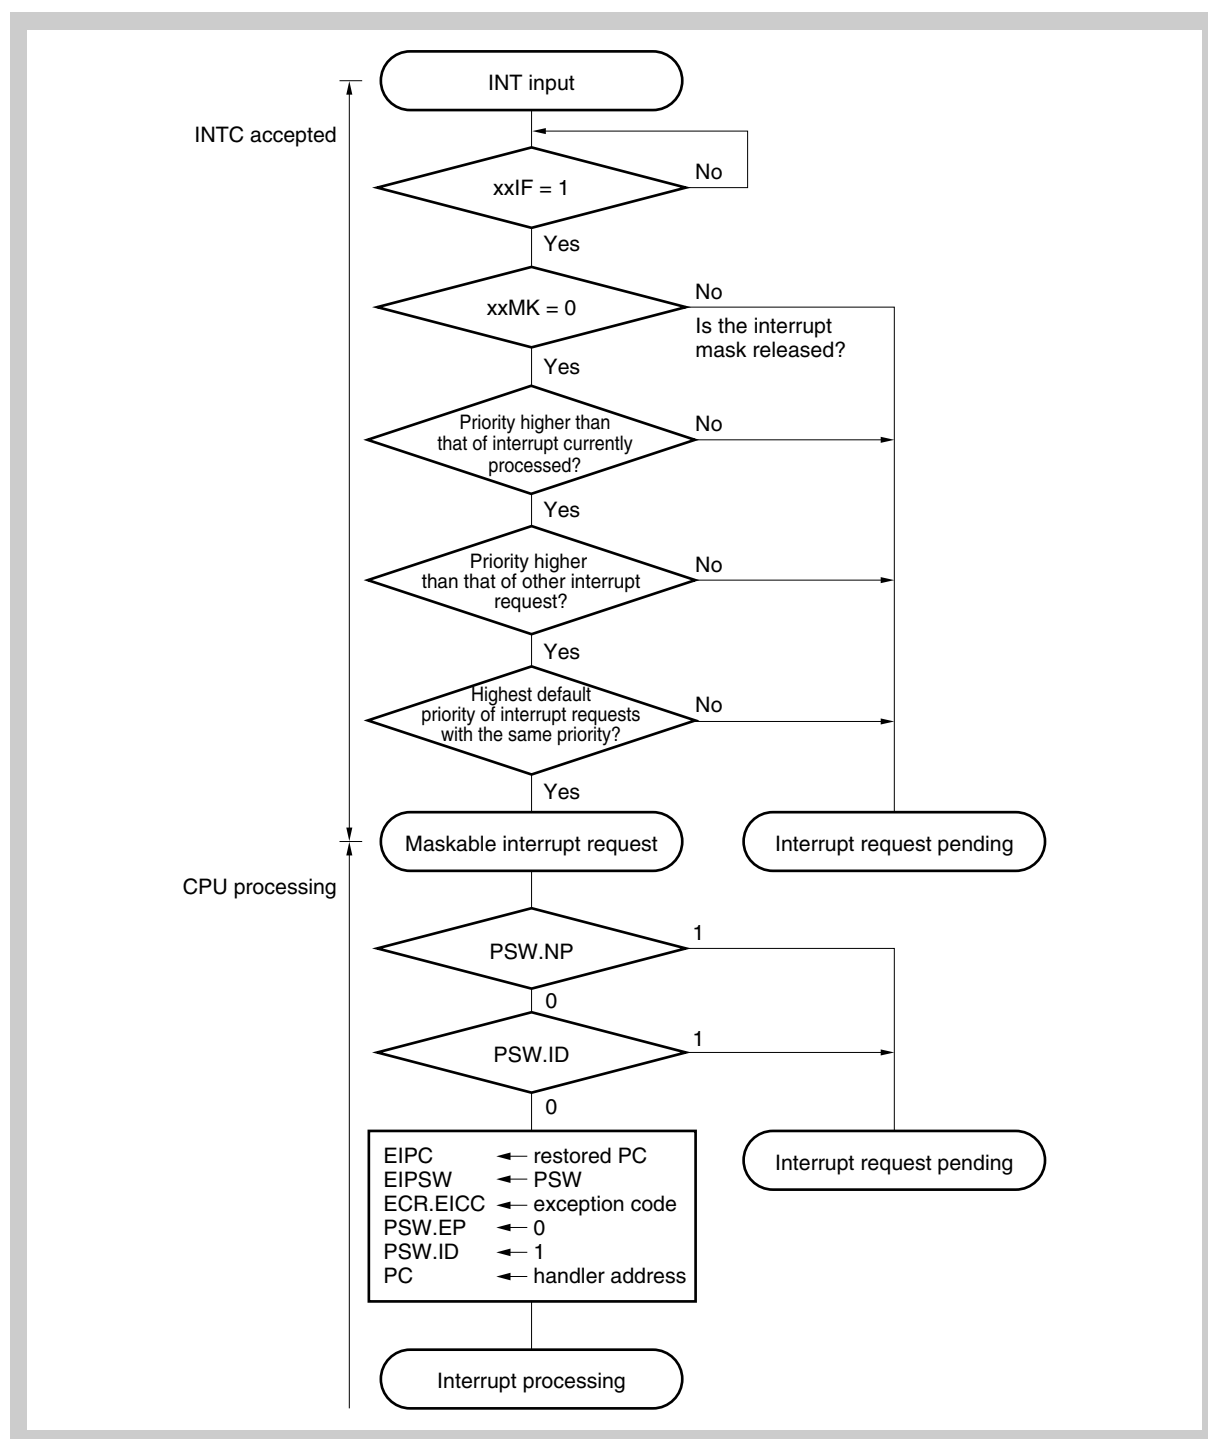 INT input
INTC accepted
xxIF = 1
No
Yes
xxMK = 0
No
Is the interrupt
mask released?
Yes
Priority higher than
that of interrupt currently
processed?
No
Yes
Priority higher
than that of other interrupt
request?
No
Yes
Highest default
priority of interrupt requests
with the same priority?
No
Yes
Maskable interrupt request
Interrupt request pending
CPU processing
PSW.NP
1
0
PSW.ID
1
0
EIPC restored PC
EIPSW PSW
ECR.EICC exception code
PSW.EP 0
PSW.ID 1
PC handler address
Interrupt request pending
Interrupt processing